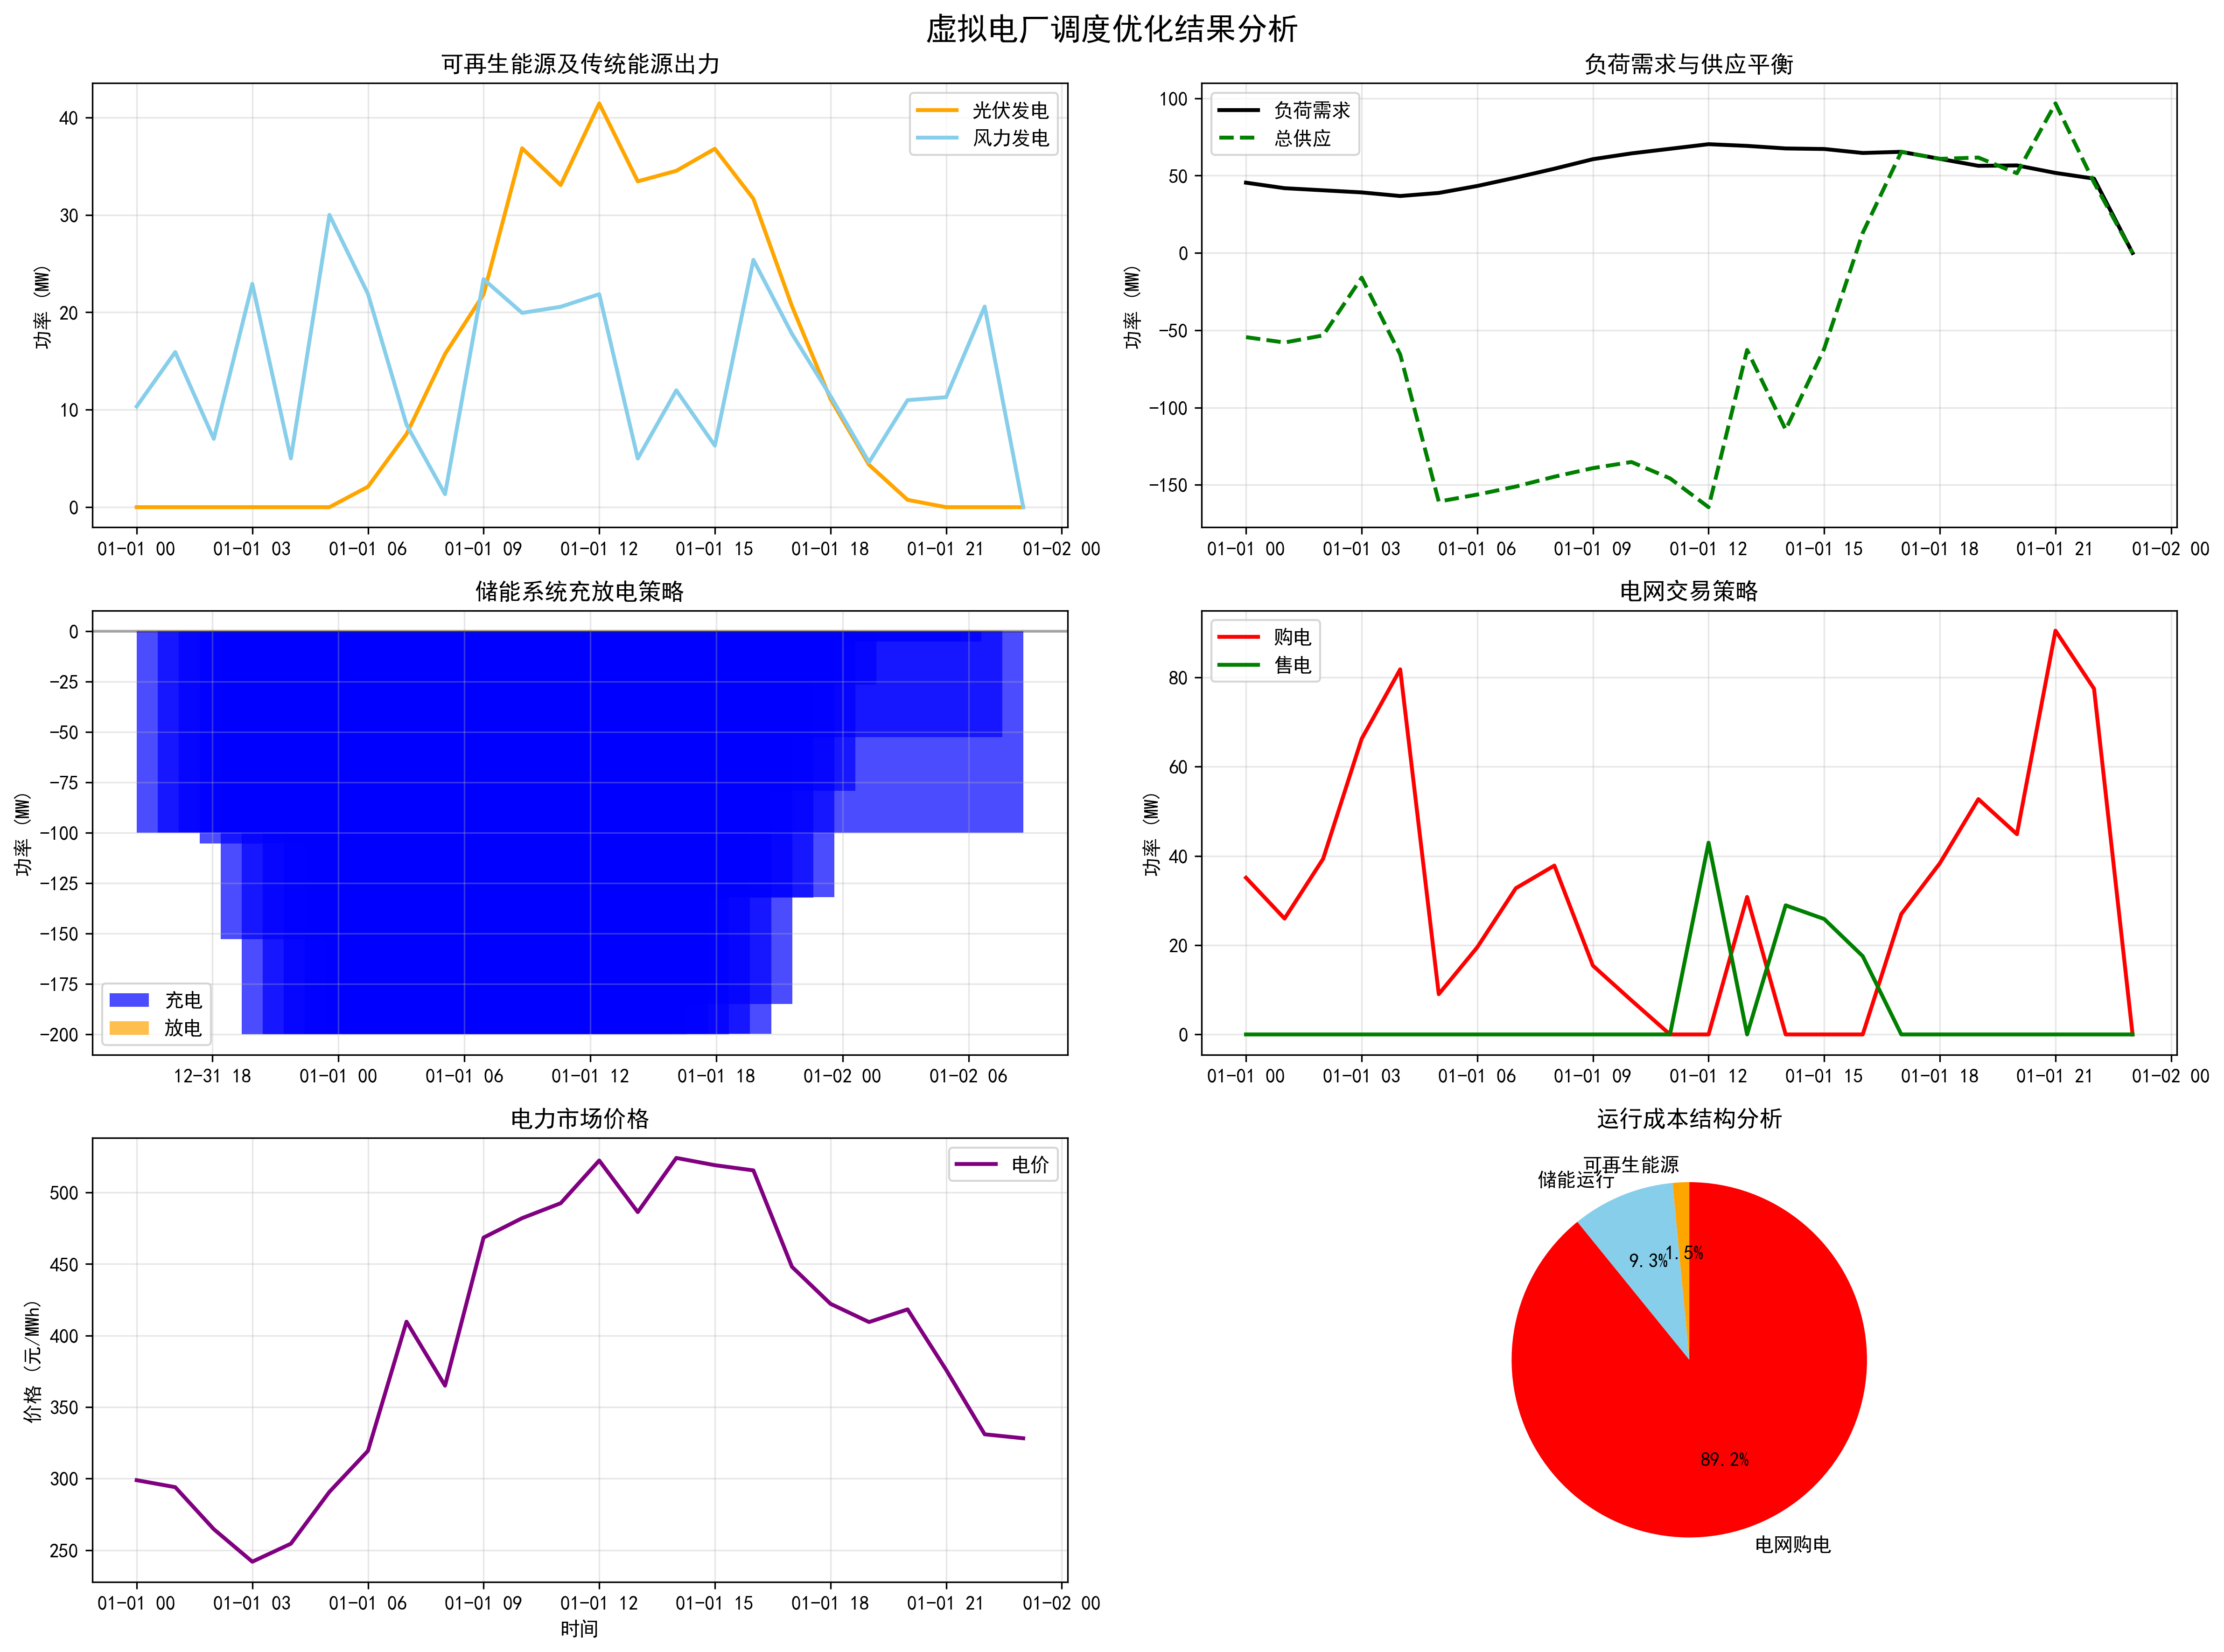 虚拟电厂调度优化结果分析
可再生能源及传统能源出力
功率 (MW)
40
30
20
10
0
光伏发电
风力发电
01-01 00 01-01 03 01-01 06 01-01 09 01-01 12 01-01 15 01-01 18 01-01 21 01-02 00
负荷需求与供应平衡
功率 (MW)
100
50
0
-50
-100
-150
负荷需求
总供应
01-01 00 01-01 03 01-01 06 01-01 09 01-01 12 01-01 15 01-01 18 01-01 21 01-02 00
储能系统充放电策略
功率 (MW)
0
-25
-50
-75
-100
-125
-150
-175
-200
充电
放电
12-31 18 01-01 00 01-01 06 01-01 12 01-01 18 01-02 00 01-02 06
电网交易策略
功率 (MW)
80
60
40
20
0
购电
售电
01-01 00 01-01 03 01-01 06 01-01 09 01-01 12 01-01 15 01-01 18 01-01 21 01-02 00
电力市场价格
价格 (元/MWh)
500
450
400
350
300
250
电价
01-01 00 01-01 03 01-01 06 01-01 09 01-01 12 01-01 15 01-01 18 01-01 21 01-02 00
时间
运行成本结构分析
可再生能源
储能运行
1.5%
9.3%
89.2%
电网购电